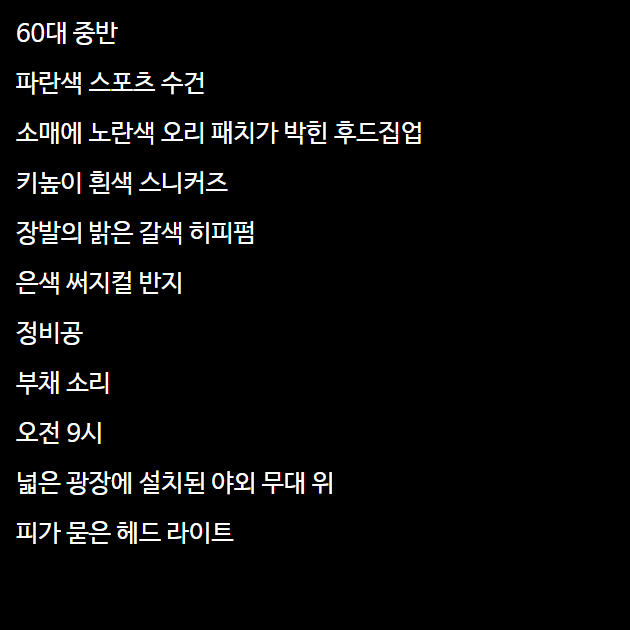 60대 중반
파란색 스포츠 수건
소매에 노란색 오리 패치가 박힌 후드집업
키높이 흰색 스니커즈
장발의 밝은 갈색 히피펌
은색 써지컬 반지
정비공
부채 소리
오전 9시
넓은 광장에 설치된 야외 무대 위
피가 묻은 헤드 라이트